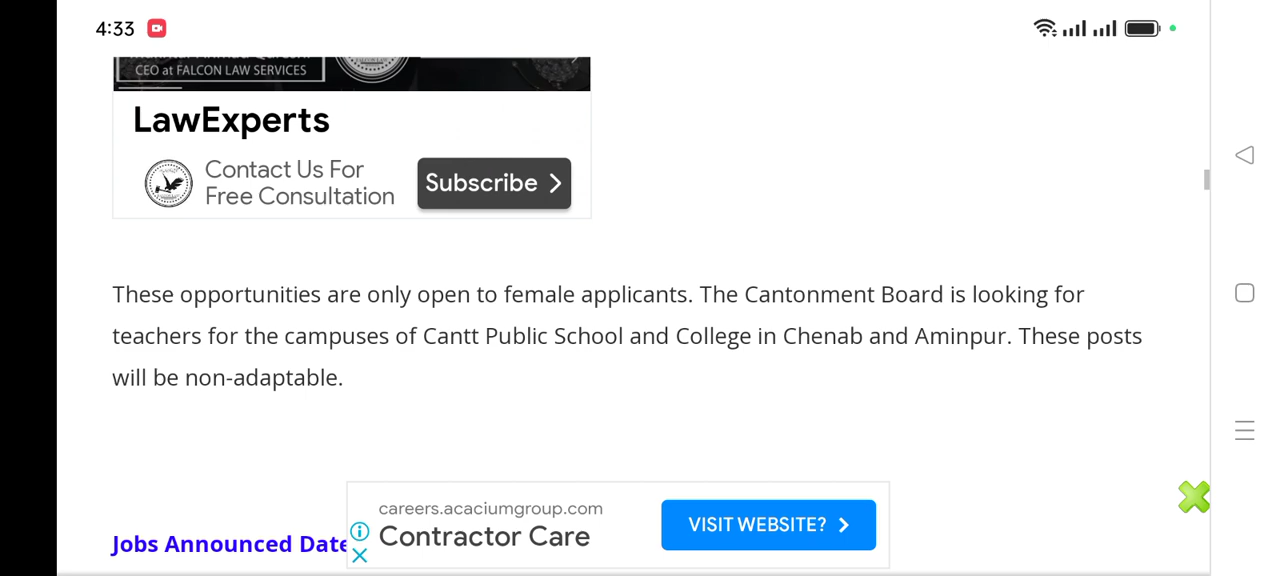 4:33
CEO at FALCON LAW SERVICES
LawExperts
Contact Us For
Free Consultation
Subscribe
These opportunities are only open to female applicants. The Cantonment Board is looking for
teachers for the campuses of Cantt Public School and College in Chenab and Aminpur. These posts
will be non-adaptable.
careers.acaciumgroup.com
Contractor Care
VISIT WEBSITE?
Jobs Announced Date